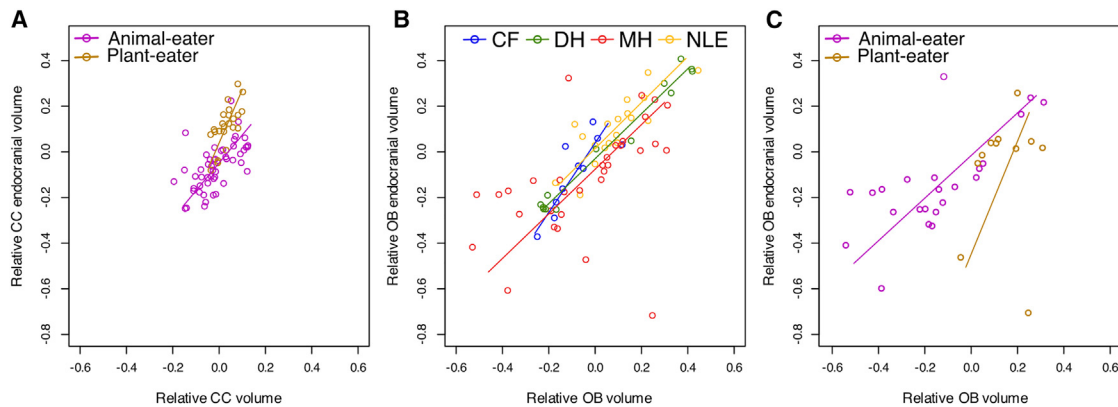 A
Animal-eater
Plant-eater
Relative CC endocranial volume
0.4
0.2
0.0
-0.2
-0.4
-0.6
-0.8
-0.6 -0.4 -0.2 0.0 0.2 0.4 0.6
Relative CC volume
B
CF DH MH NLE
Relative OB endocranial volume
0.4
0.2
0.0
-0.2
-0.4
-0.6
-0.8
-0.6 -0.4 -0.2 0.0 0.2 0.4 0.6
Relative OB volume
C
Animal-eater
Plant-eater
Relative OB endocranial volume
0.4
0.2
0.0
-0.2
-0.4
-0.6
-0.8
-0.6 -0.4 -0.2 0.0 0.2 0.4 0.6
Relative OB volume